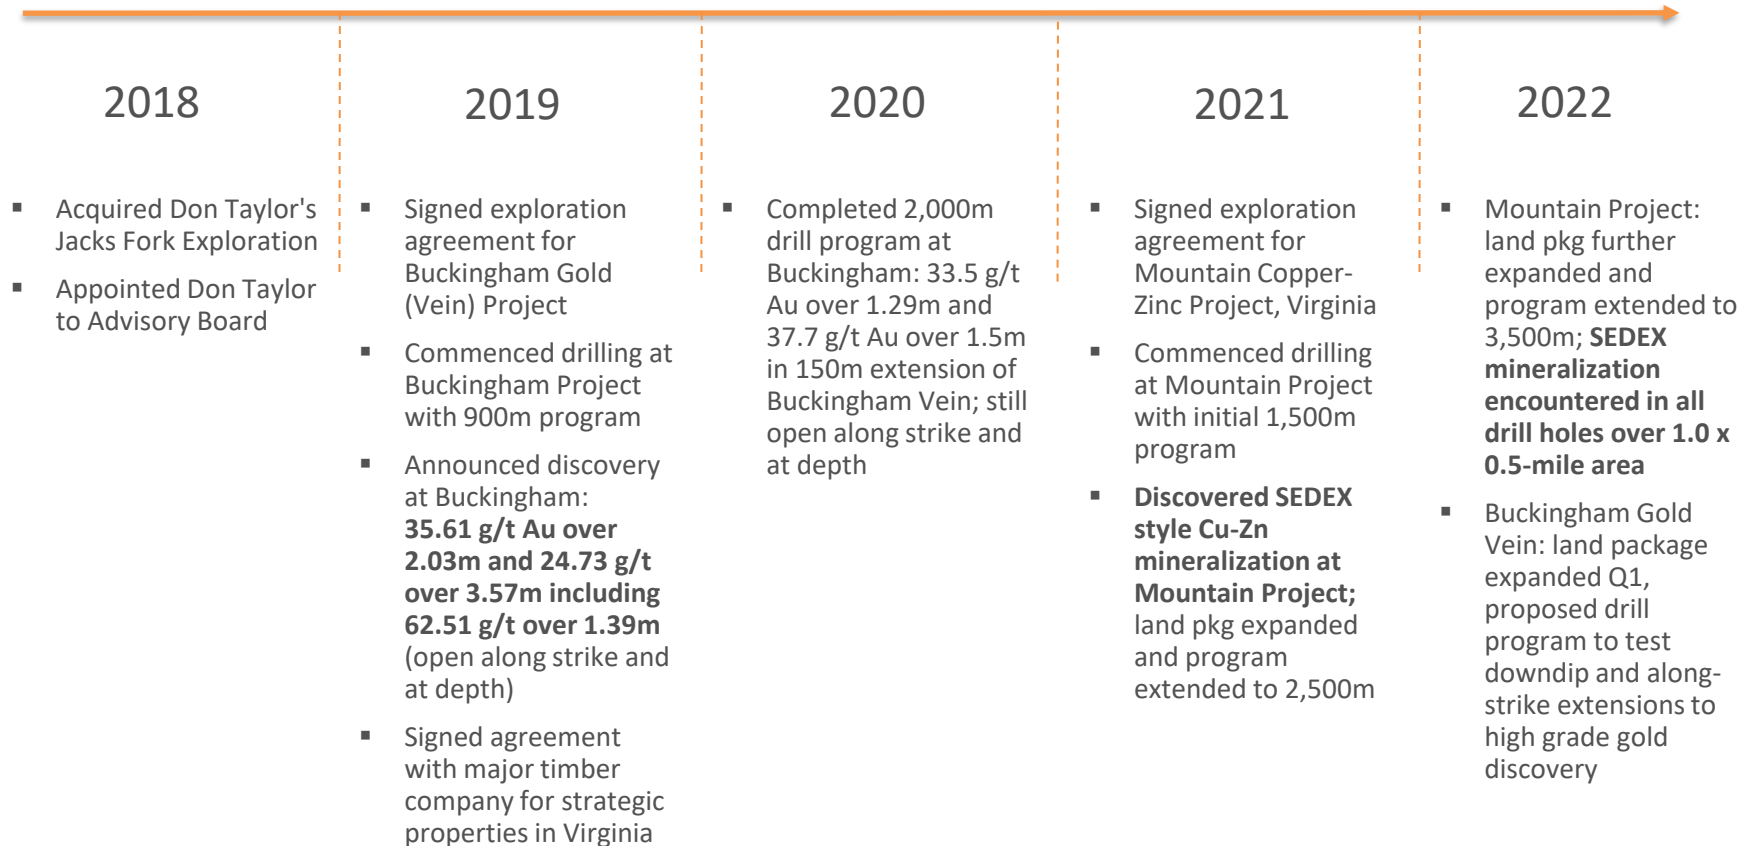 2018
▪ Acquired Don Taylor's
Jacks Fork Exploration
▪ Appointed Don Taylor
to Advisory Board
2019
▪ Signed exploration
agreement for
Buckingham Gold
(Vein) Project
▪ Commenced drilling at
Buckingham Project
with 900m program
▪ Announced discovery
at Buckingham:
35.61 g/t Au over
2.03m and 24.73 g/t
over 3.57m including
62.51 g/t over 1.39m
(open along strike and
at depth)
▪ Signed agreement
with major timber
company for strategic
properties in Virginia
2020
▪ Completed 2,000m
drill program at
Buckingham: 33.5 g/t
Au over 1.29m and
37.7 g/t Au over 1.5m
in 150m extension of
Buckingham Vein; still
open along strike and
at depth
2021
▪ Signed exploration
agreement for
Mountain Copper-
Zinc Project, Virginia
▪ Commenced drilling
at Mountain Project
with initial 1,500m
program
▪ Discovered SEDEX
style Cu-Zn
mineralization at
Mountain Project;
land pkg expanded
and program
extended to 2,500m
2022
▪ Mountain Project:
land pkg further
expanded and
program extended to
3,500m; SEDEX
mineralization
encountered in all
drill holes over 1.0 x
0.5-mile area
▪ Buckingham Gold
Vein: land package
expanded Q1,
proposed drill
program to test
downdip and along-
strike extensions to
high grade gold
discovery